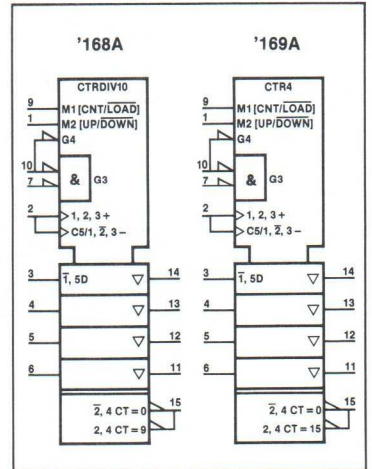 '168A
CTRDIV10
9 M1 [CNT/LOAD]
1 M2 [UP/DOWN]
G4
10
7 & G3
2 1, 2, 3 +
C5/1, 2̅, 3 –
3 1̅, 5D 14
4 13
5 12
6 11
2̅, 4 CT = 0 15
2, 4 CT = 9
'169A
CTR4
9 M1 [CNT/LOAD]
1 M2 [UP/DOWN]
G4
10
7 & G3
2 1, 2, 3 +
C5/1, 2̅, 3 –
3 1̅, 5D 14
4 13
5 12
6 11
2̅, 4 CT = 0 15
2, 4 CT = 15